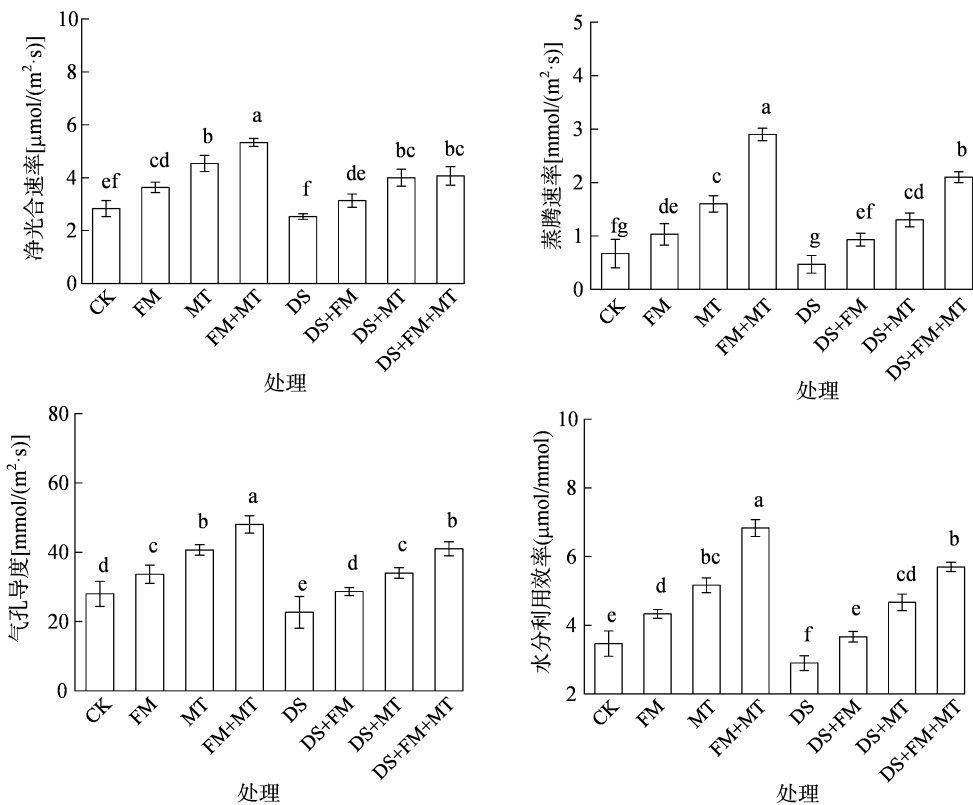 净光合速率[μmol/(m²·s)]
10
8
6
4
2
0
ef
cd
b
a
f
de
bc
bc
CK
FM
MT
FM+MT
DS
DS+FM
DS+MT
DS+FM+MT
处理
蒸腾速率[mmol/(m²·s)]
5
4
3
2
1
0
fg
de
c
a
g
ef
cd
b
CK
FM
MT
FM+MT
DS
DS+FM
DS+MT
DS+FM+MT
处理
气孔导度[mmol/(m²·s)]
80
60
40
20
0
d
c
b
a
e
d
c
b
CK
FM
MT
FM+MT
DS
DS+FM
DS+MT
DS+FM+MT
处理
水分利用效率(μmol/mmol)
10
8
6
4
2
e
d
bc
a
f
e
cd
b
CK
FM
MT
FM+MT
DS
DS+FM
DS+MT
DS+FM+MT
处理